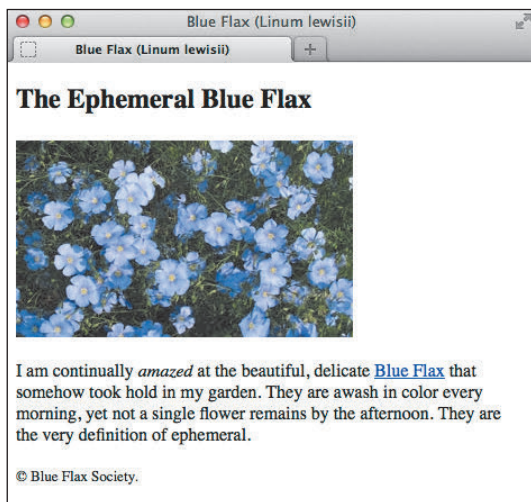 Blue Flax (Linum lewisii)
Blue Flax (Linum lewisii)
The Ephemeral Blue Flax
I am continually amazed at the beautiful, delicate Blue Flax that
somehow took hold in my garden. They are awash in color every
morning, yet not a single flower remains by the afternoon. They are
the very definition of ephemeral.
© Blue Flax Society.